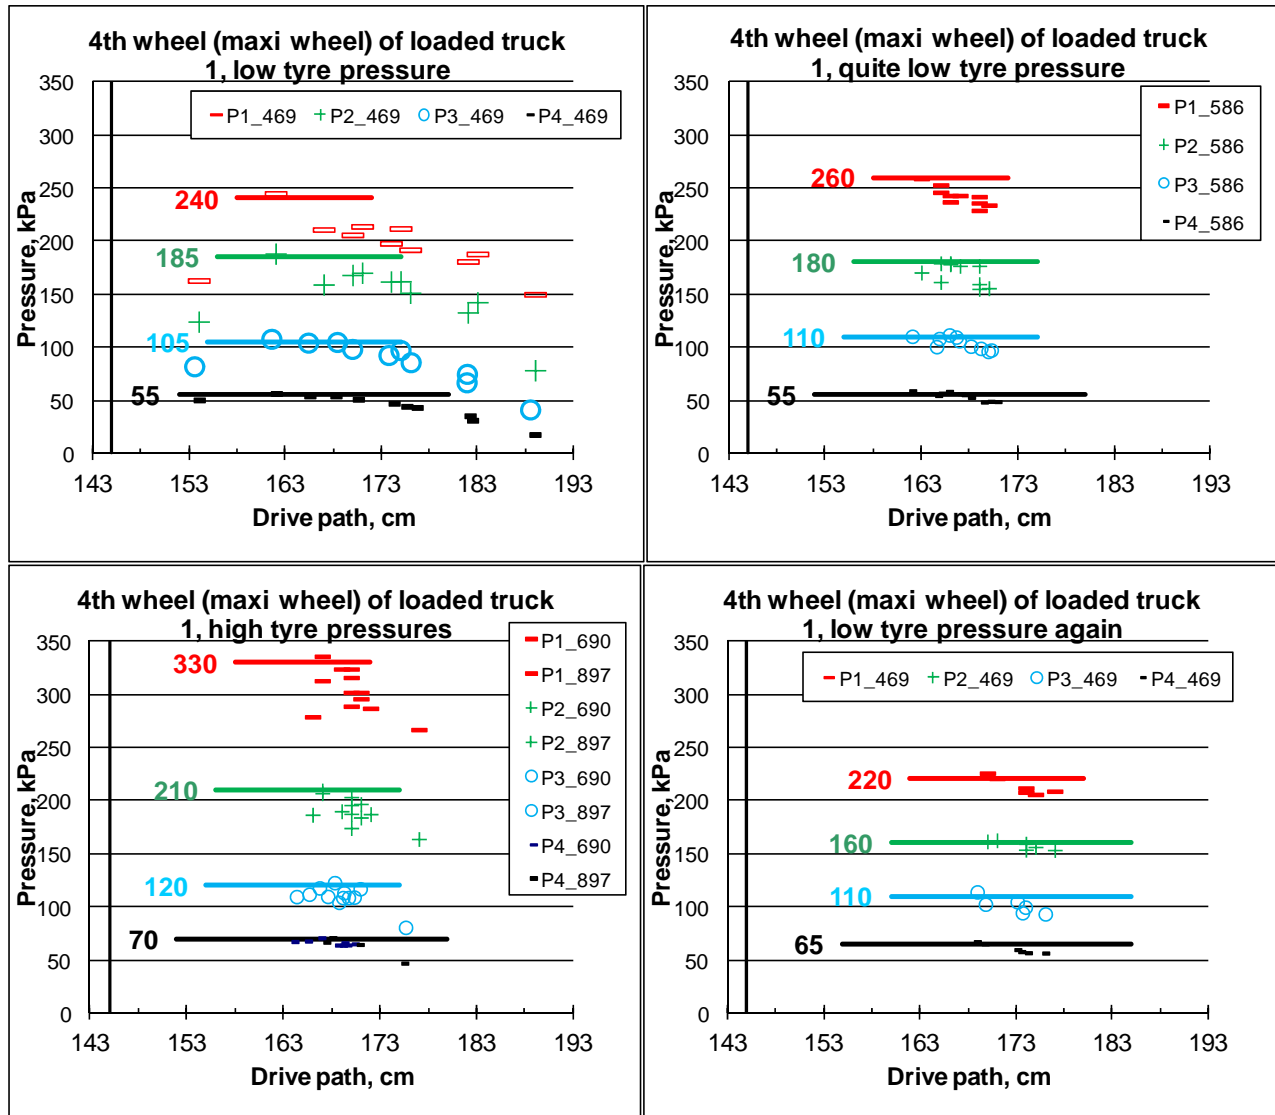 4th wheel (maxi wheel) of loaded truck
1, low tyre pressure
P1_469 P2_469 P3_469 P4_469
Pressure, kPa
350
300
250
200
150
100
50
0
240
185
105
55
143 153 163 173 183 193
Drive path, cm
4th wheel (maxi wheel) of loaded truck
1, quite low tyre pressure
P1_586
P2_586
P3_586
P4_586
Pressure, kPa
350
300
250
200
150
100
50
0
260
180
110
55
143 153 163 173 183 193
Drive path, cm
4th wheel (maxi wheel) of loaded truck
1, high tyre pressures
P1_690
P1_897
P2_690
P2_897
P3_690
P3_897
P4_690
P4_897
Pressure, kPa
350
300
250
200
150
100
50
0
330
210
120
70
143 153 163 173 183 193
Drive path, cm
4th wheel (maxi wheel) of loaded truck
1, low tyre pressure again
P1_469 P2_469 P3_469 P4_469
Pressure, kPa
350
300
250
200
150
100
50
0
220
160
110
65
143 153 163 173 183 193
Drive path, cm